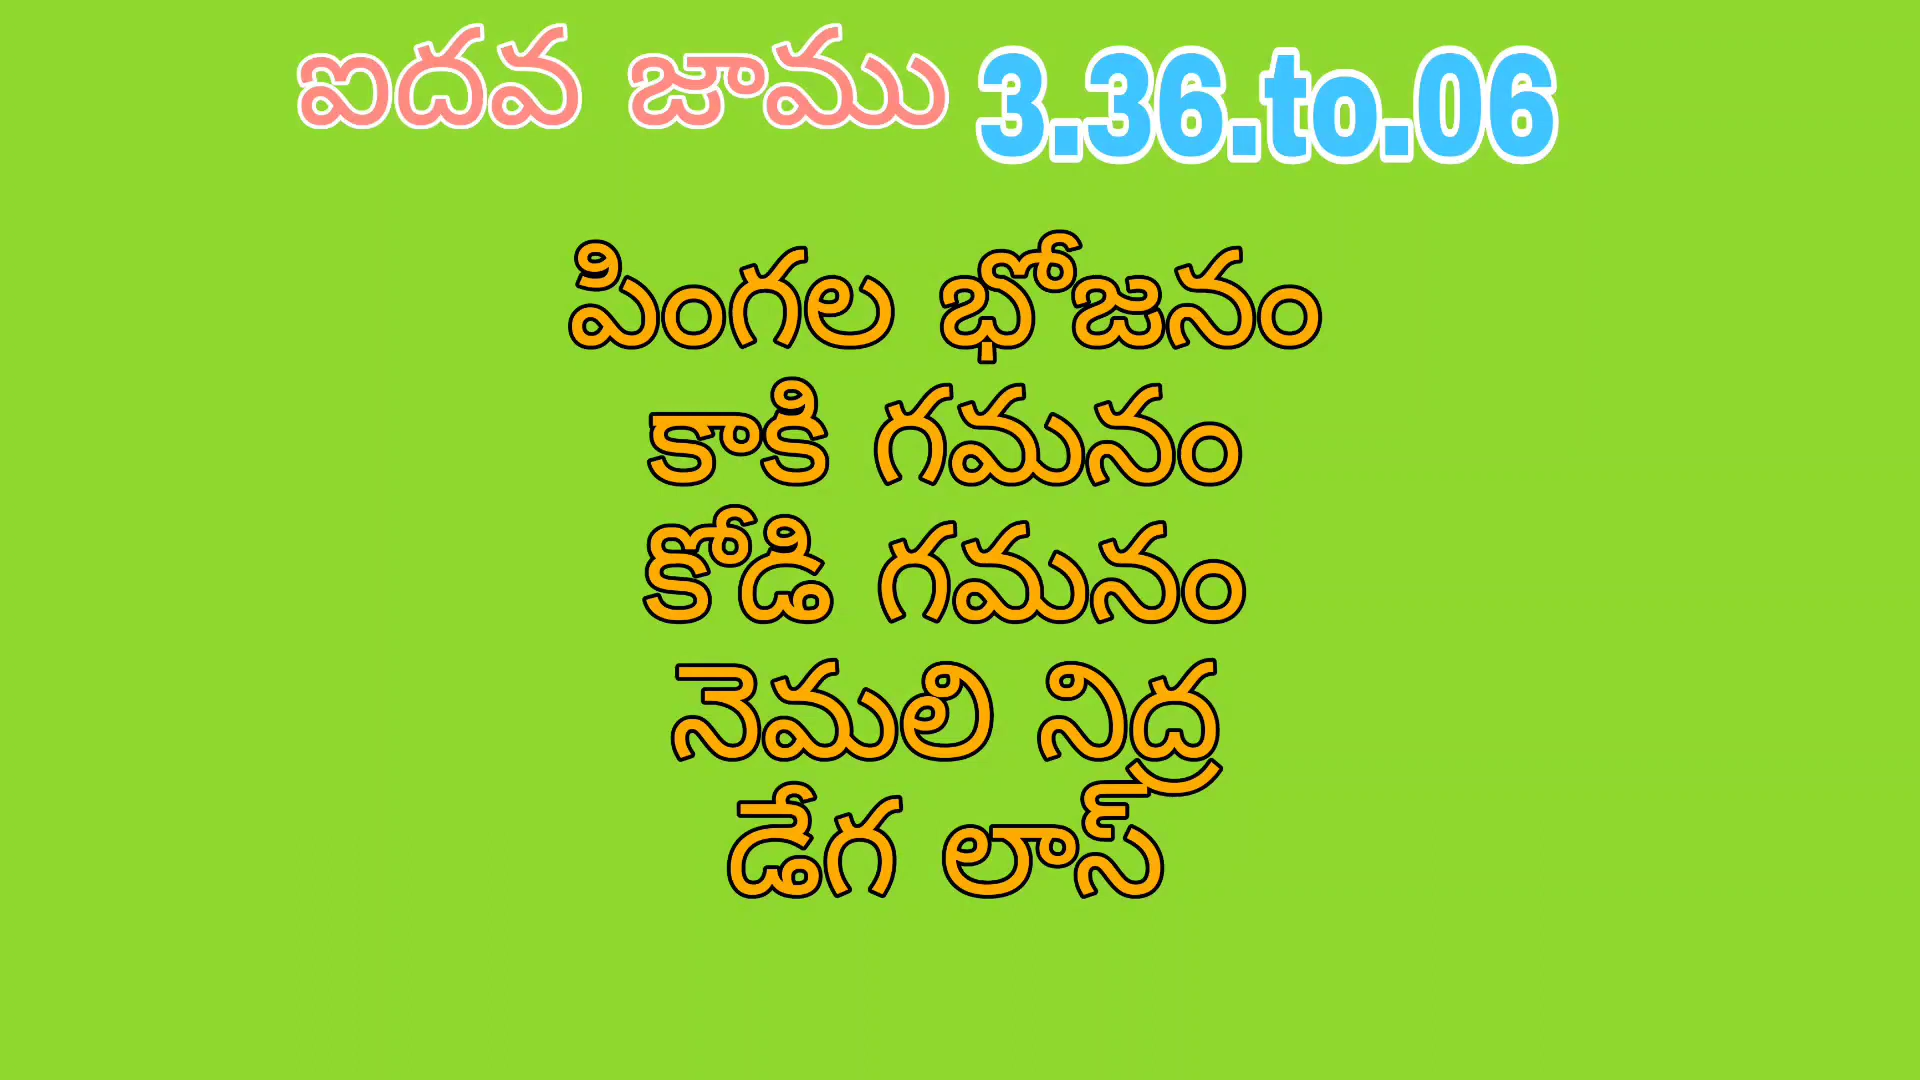 ఐదవ జాము 3.36.to.06
పింగల భోజనం
కాకి గమనం
కోడి గమనం
నెమలి నిద్ర
డేగ లాస్